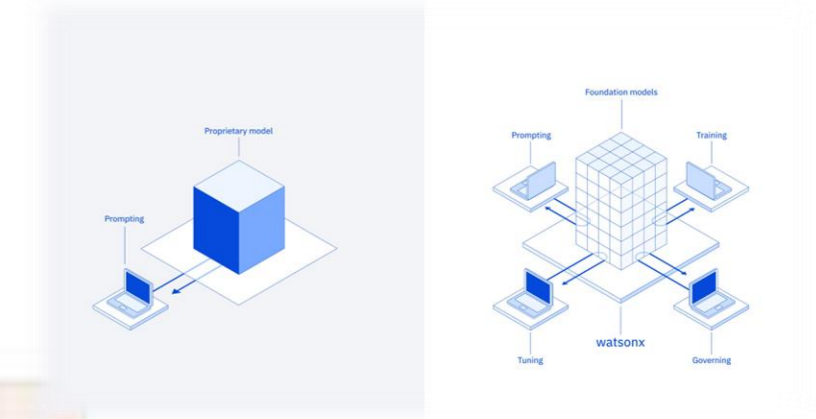 Proprietary model
Prompting
Foundation models
Prompting
Training
watsonx
Tuning
Governing